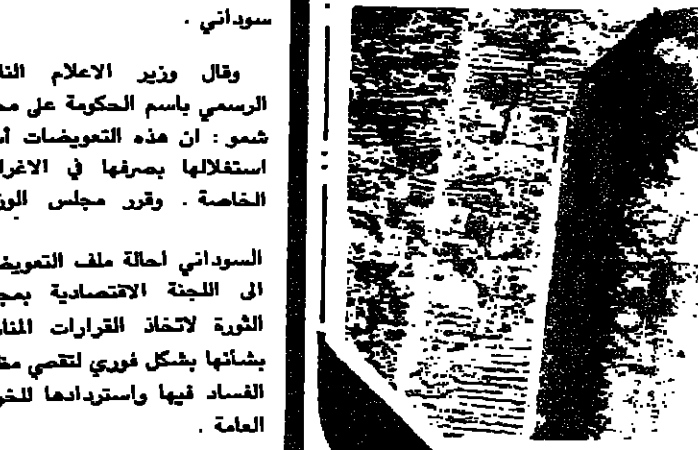 سوداني .
وقال وزير الاعلام
الرسمي باسم الحكومة على
شمو : ان هذه التعويضات
استغلالها بصرفها في
الخاصة . وقرر مجلس
السوداني احالة ملف
الى اللجنة الاقتصادية
الثورة لاتخاذ القرارات
بشأنها بشكل فوري لتقصي
الفساد فيها واستردادها
العامة .